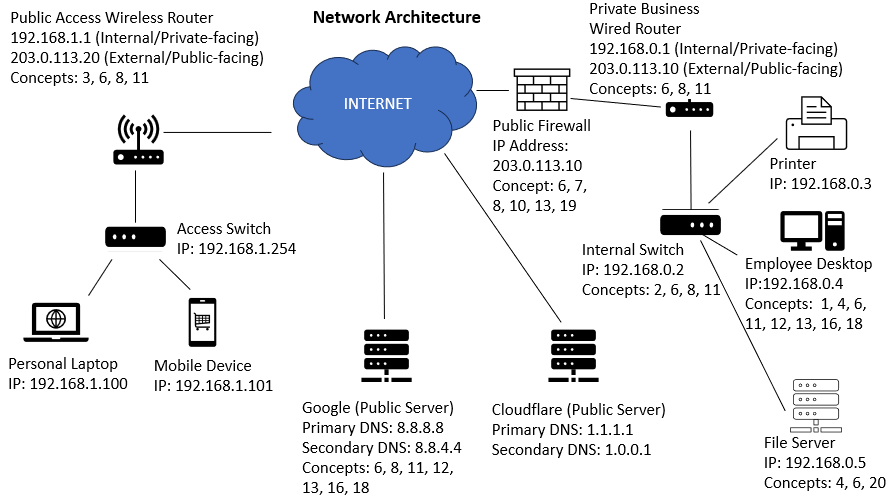 Network Architecture
Public Access Wireless Router
192.168.1.1 (Internal/Private-facing)
203.0.113.20 (External/Public-facing)
Concepts: 3, 6, 8, 11
INTERNET
Private Business
Wired Router
192.168.0.1 (Internal/Private-facing)
203.0.113.10 (External/Public-facing)
Concepts: 6, 8, 11
Public Firewall
IP Address:
203.0.113.10
Concept: 6, 7,
8, 10, 13, 19
Printer
IP: 192.168.0.3
Access Switch
IP: 192.168.1.254
Internal Switch
IP: 192.168.0.2
Concepts: 2, 6, 8, 11
Employee Desktop
IP:192.168.0.4
Concepts: 1, 4, 6,
11, 12, 13, 16, 18
Personal Laptop
IP: 192.168.1.100
Mobile Device
IP: 192.168.1.101
Google (Public Server)
Primary DNS: 8.8.8.8
Secondary DNS: 8.8.4.4
Concepts: 6, 8, 11, 12,
13, 16, 18
Cloudflare (Public Server)
Primary DNS: 1.1.1.1
Secondary DNS: 1.0.0.1
File Server
IP: 192.168.0.5
Concepts: 4, 6, 20